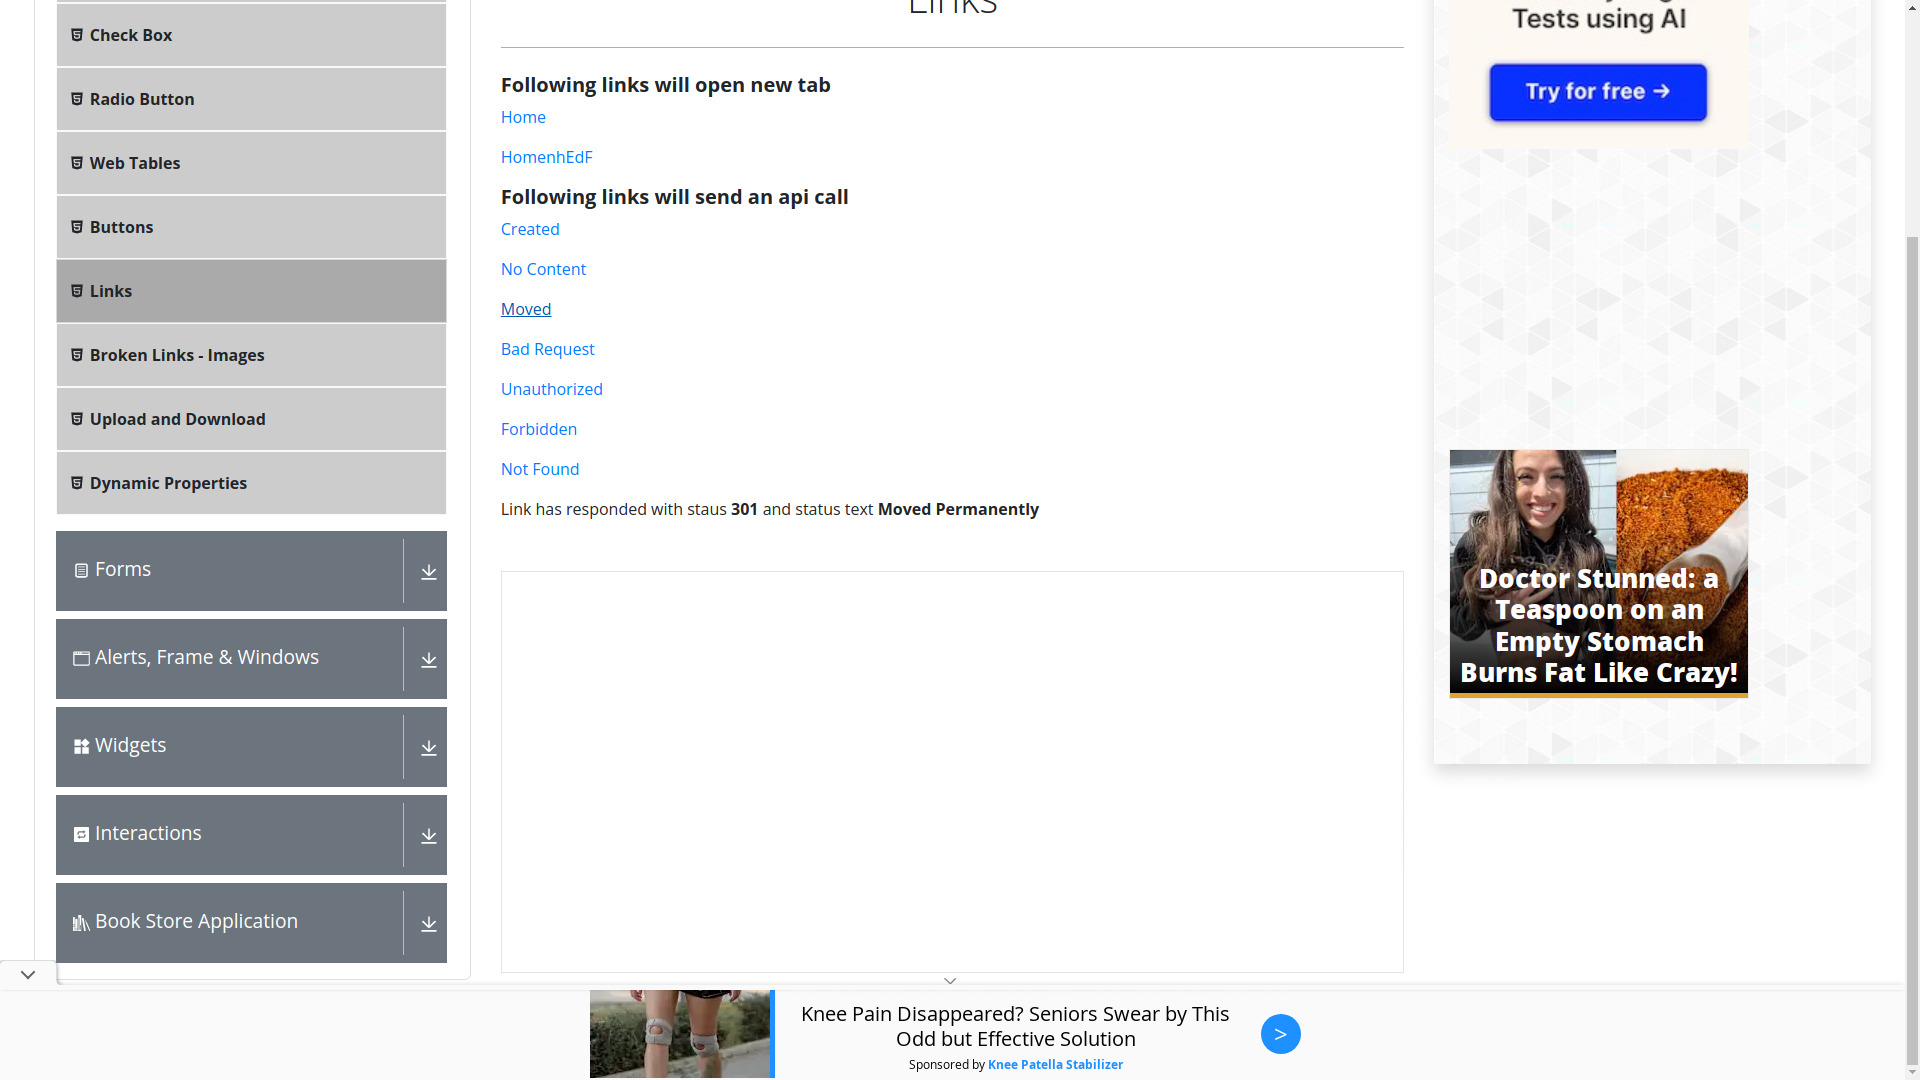 Links
Check Box
Radio Button
Web Tables
Buttons
Links
Broken Links - Images
Upload and Download
Dynamic Properties
Forms
Alerts, Frame & Windows
Widgets
Interactions
Book Store Application
Following links will open new tab
Home
HomenhEdF
Following links will send an api call
Created
No Content
Moved
Bad Request
Unauthorized
Forbidden
Not Found
Link has responded with staus 301 and status text Moved Permanently
Tests using AI
Try for free →
Doctor Stunned: a
Teaspoon on an
Empty Stomach
Burns Fat Like Crazy!
Knee Pain Disappeared? Seniors Swear by This
Odd but Effective Solution
Sponsored by Knee Patella Stabilizer
>